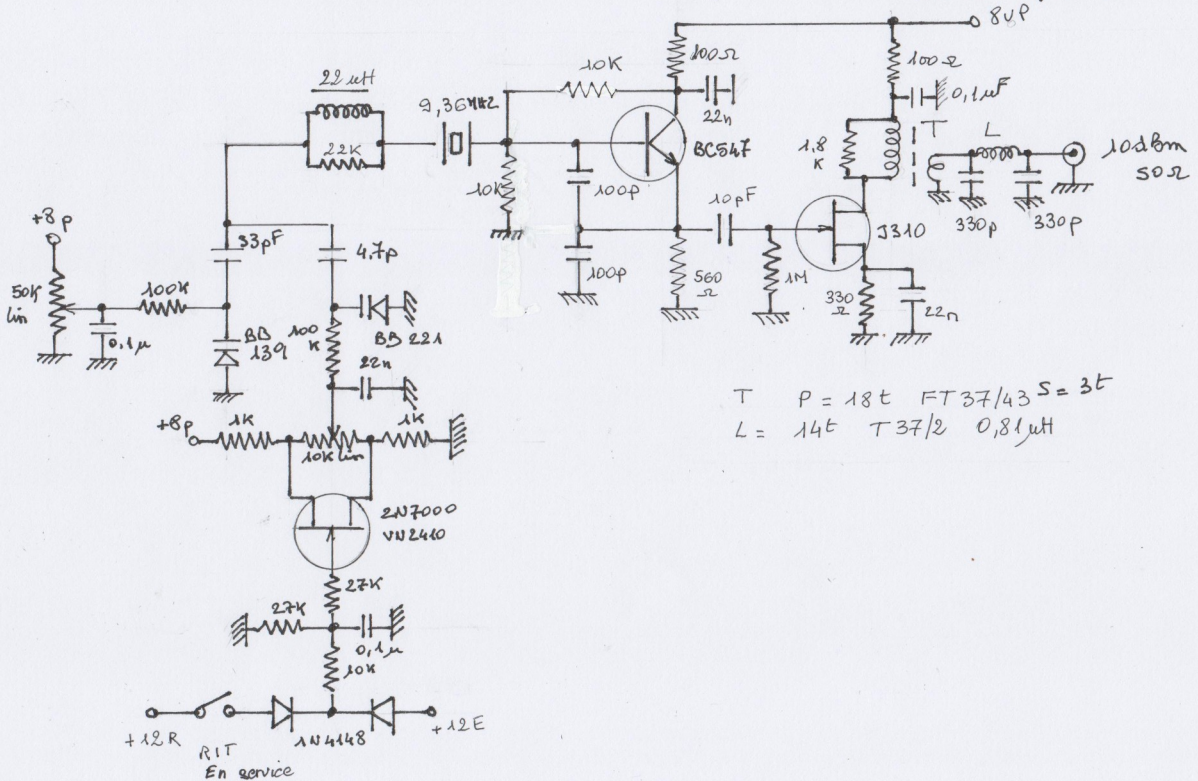 8VP
100Ω
100Ω
10K
22µH
9,36MHz
0,1µF
22n
22K
BC547
1,8
K
T
L
10dBm
50Ω
10K
100p
10pF
330p
330p
+8p
33pF
4.7p
J310
50K
lin
100K
100p
560
Ω
1M
330
Ω
22n
0,1µ
BB
139
100
K
BB 221
22n
T P = 18t FT 37/43 S = 3t
L = 14t T 37/2 0,81µH
+8p
1K
10K lin
1K
2N7000
VN2410
27K
27K
0,1µ
10K
+12R
1N4148
+12E
RIT
En service